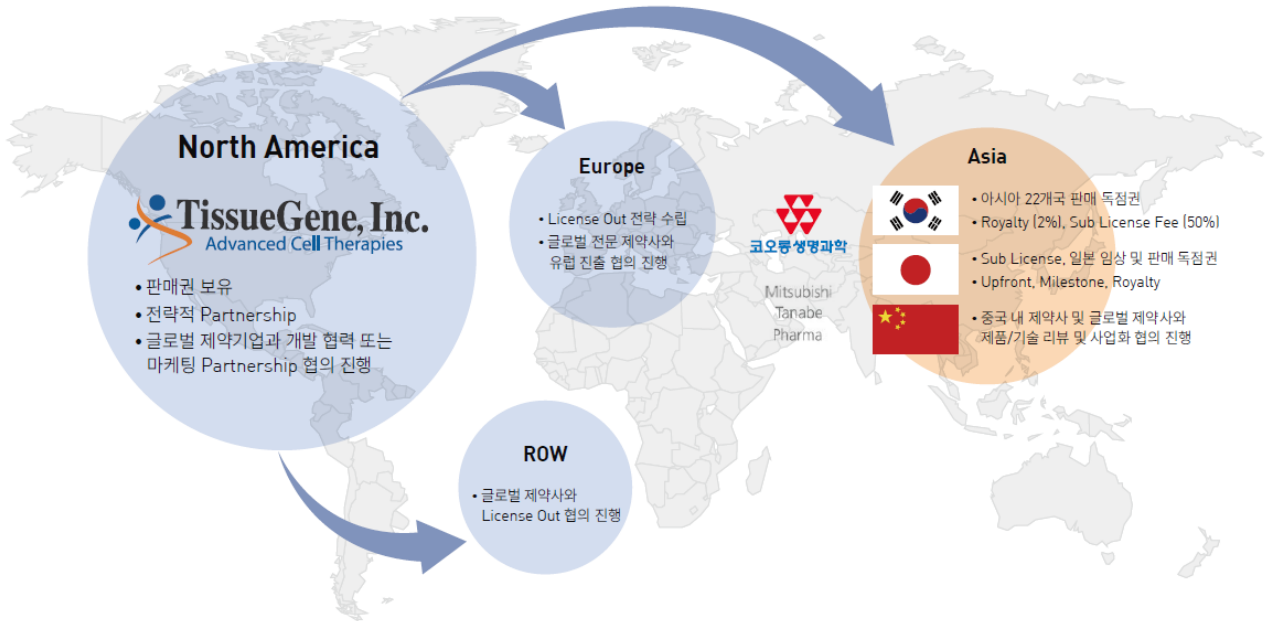 North America
TissueGene, Inc.
Advanced Cell Therapies
• 판매권 보유
• 전략적 Partnership
• 글로벌 제약기업과 개발 협력 또는
마케팅 Partnership 협의 진행
Europe
• License Out 전략 수립
• 글로벌 전문 제약사와
유럽 진출 협의 진행
ROW
• 글로벌 제약사와
License Out 협의 진행
코오롱생명과학
Mitsubishi
Tanabe
Pharma
Asia
• 아시아 22개국 판매 독점권
• Royalty (2%), Sub License Fee (50%)
• Sub License, 일본 임상 및 판매 독점권
• Upfront, Milestone, Royalty
• 중국 내 제약사 및 글로벌 제약사와
제품/기술 리뷰 및 사업화 협의 진행